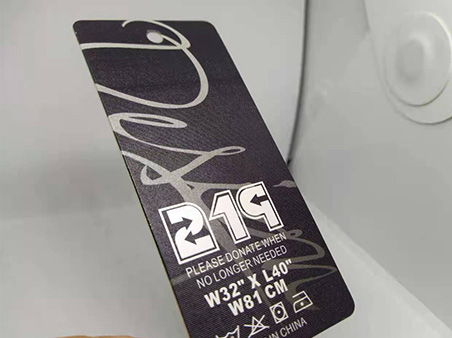 219
PLEASE DONATE WHEN
NO LONGER NEEDED
W32" X L40"
W81 CM
IN CHINA